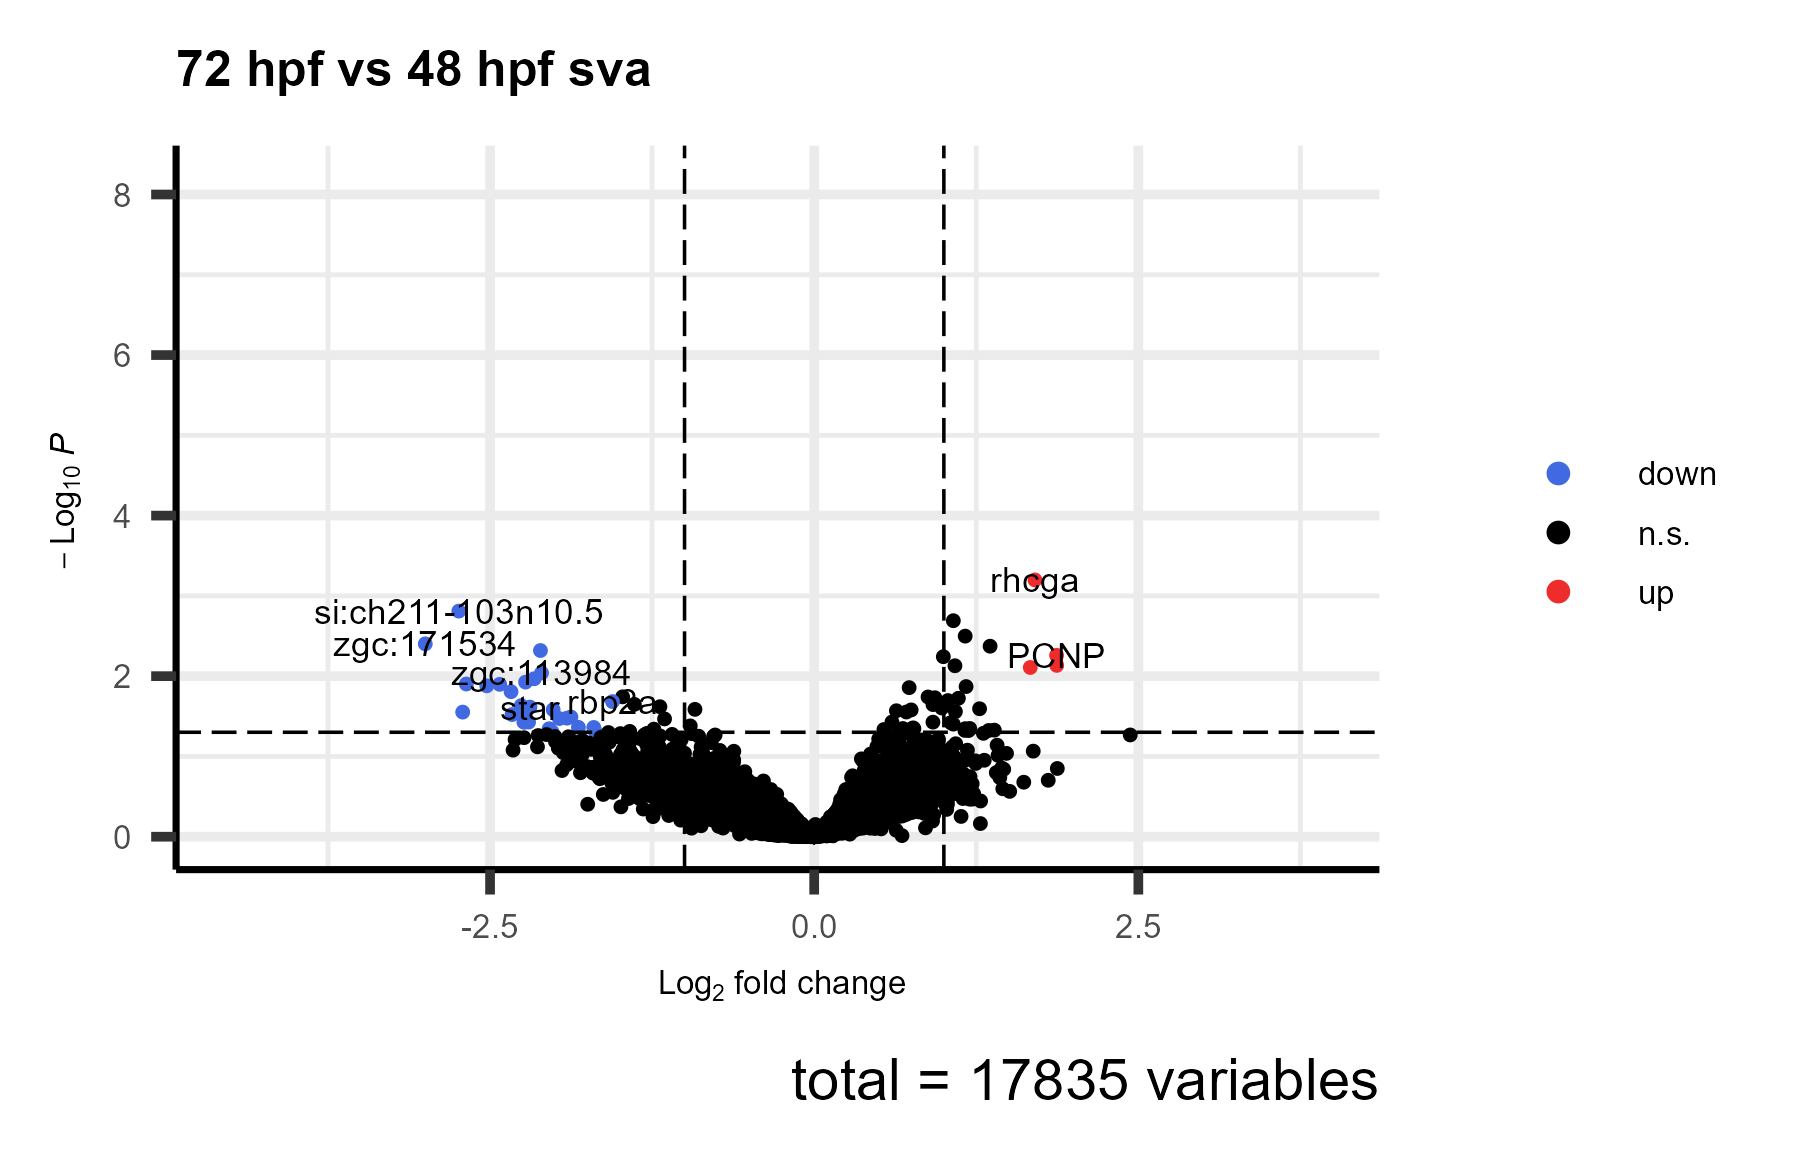 72 hpf vs 48 hpf sva
8
6
4
2
0
– Log10 P
rhcga
si:ch211-103n10.5
zgc:171534
PCNP
zgc:113984
rbp2a
star
-2.5
0.0
2.5
Log2 fold change
down
n.s.
up
total = 17835 variables